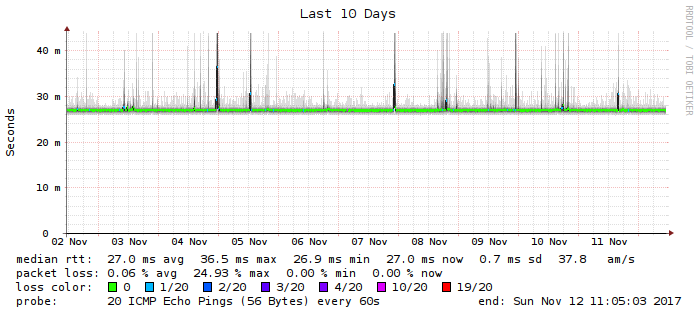 Last 10 Days
RRDTOOL / TOBI OETIKER
Seconds
40 m
30 m
20 m
10 m
0
02 Nov 03 Nov 04 Nov 05 Nov 06 Nov 07 Nov 08 Nov 09 Nov 10 Nov 11 Nov
median rtt: 27.0 ms avg 36.5 ms max 26.9 ms min 27.0 ms now 0.7 ms sd 37.8 am/s
packet loss: 0.06 % avg 24.93 % max 0.00 % min 0.00 % now
loss color: 0 1/20 2/20 3/20 4/20 10/20 19/20
probe: 20 ICMP Echo Pings (56 Bytes) every 60s end: Sun Nov 12 11:05:03 2017